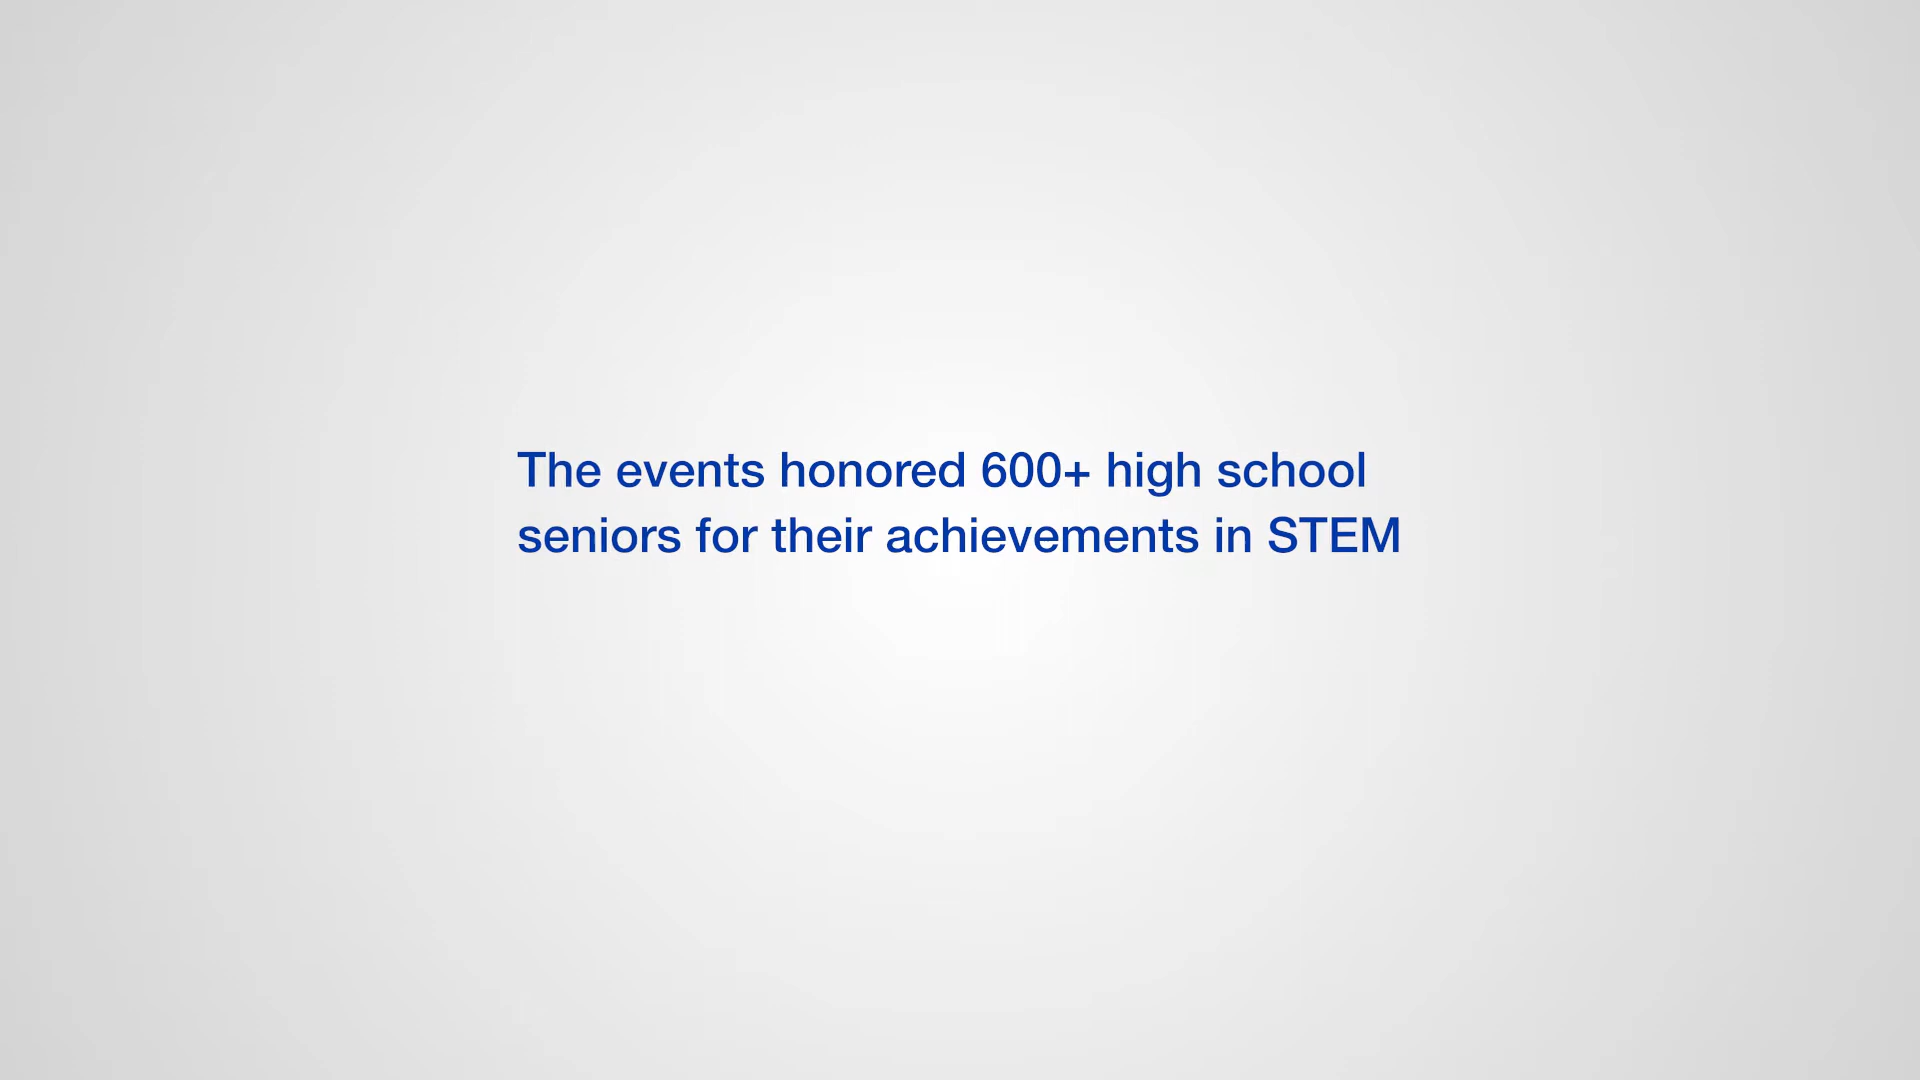 The events honored 600+ high school
seniors for their achievements in STEM